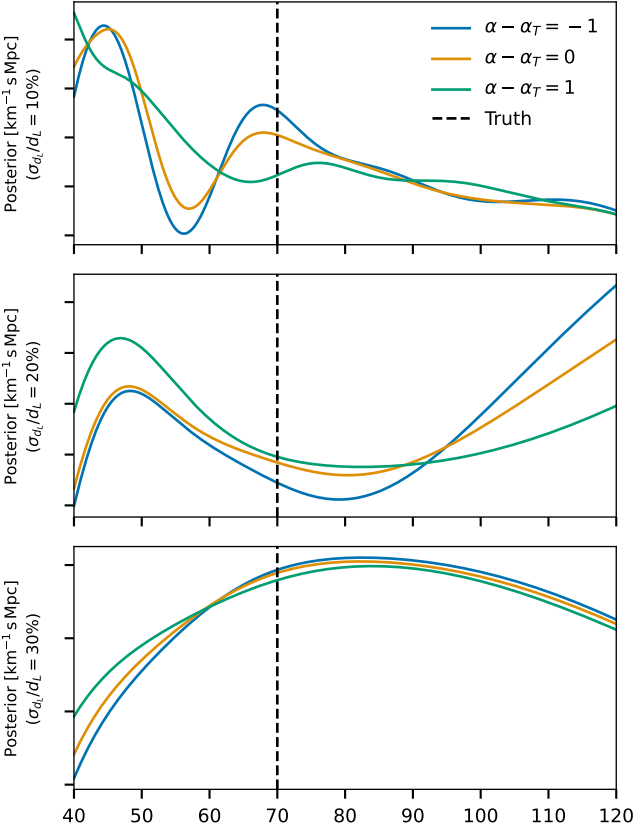 Posterior [km⁻¹ s Mpc]
(σ_{d_L}/d_L = 10%)
α − α_T = −1
α − α_T = 0
α − α_T = 1
Truth
Posterior [km⁻¹ s Mpc]
(σ_{d_L}/d_L = 20%)
Posterior [km⁻¹ s Mpc]
(σ_{d_L}/d_L = 30%)
40 50 60 70 80 90 100 110 120